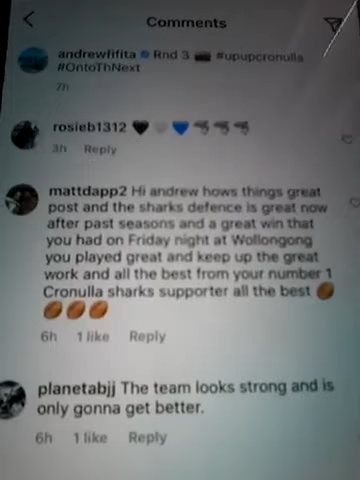 Comments
andrewfifita Rnd 3 📷 #upupcronulla
#OntoThNext
7h
rosieb1312 🖤🤍💙🦈🦈🦈
3h Reply
mattdapp2 Hi andrew hows things great
post and the sharks defence is great now
after past seasons and a great win that
you had on Friday night at Wollongong
you played great and keep up the great
work and all the best from your number 1
Cronulla sharks supporter all the best 🏉
🏉🏉🏉
6h 1 like Reply
planetabjj The team looks strong and is
only gonna get better.
6h 1 like Reply